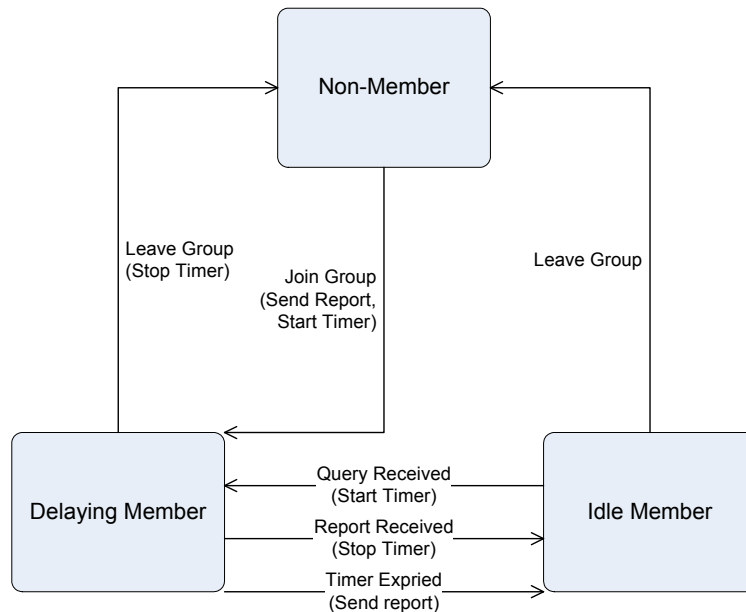 Non-Member
Leave Group
(Stop Timer)
Join Group
(Send Report,
Start Timer)
Leave Group
Delaying Member
Query Received
(Start Timer)
Report Received
(Stop Timer)
Timer Expried
(Send report)
Idle Member